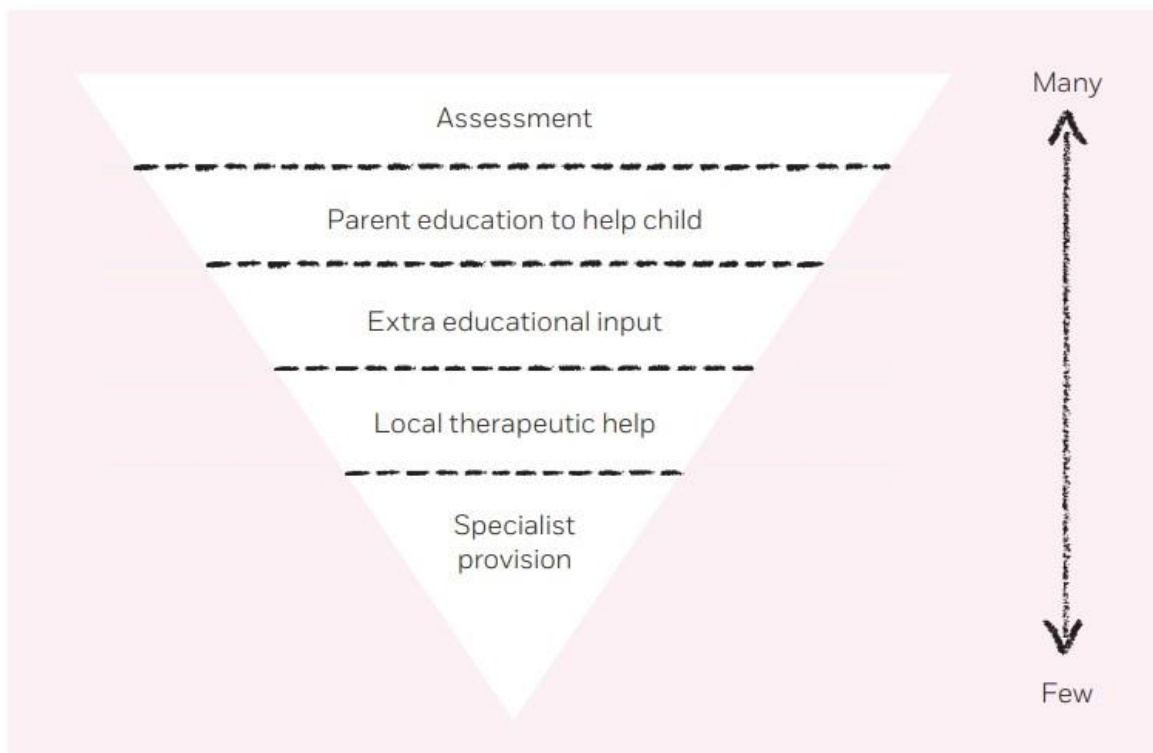 Many
Assessment
Parent education to help child
Extra educational input
Local therapeutic help
Specialist
provision
Few